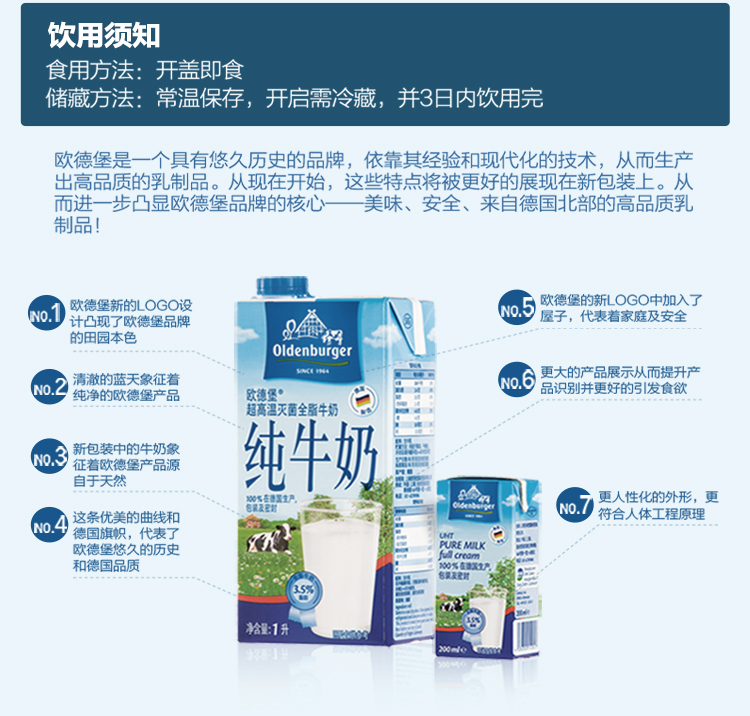 饮用须知
食用方法：开盖即食
储藏方法：常温保存，开启需冷藏，并3日内饮用完
欧德堡是一个具有悠久历史的品牌，依靠其经验和现代化的技术，从而生产
出高品质的乳制品。从现在开始，这些特点将被更好的展现在新包装上。从
而进一步凸显欧德堡品牌的核心——美味、安全、来自德国北部的高品质乳
制品！
NO.1
欧德堡新的LOGO设
计凸现了欧德堡品牌
的田园本色
NO.2
清澈的蓝天象征着
纯净的欧德堡产品
NO.3
新包装中的牛奶象
征着欧德堡产品源
自于天然
NO.4
这条优美的曲线和
德国旗帜，代表了
欧德堡悠久的历史
和德国品质
Oldenburger
SINCE 1964
欧德堡®
超高温灭菌全脂牛奶
纯牛奶
100%在德国生产,
包装及密封
3.5%
净含量:1升
NO.5
欧德堡的新LOGO中加入了
屋子，代表着家庭及安全
NO.6
更大的产品展示从而提升产
品识别并更好的引发食欲
NO.7
更人性化的外形，更
符合人体工程原理
Oldenburger
UHT
PURE MILK
full cream
100%在德国生产,
包装及密封
3.5%
200ml℮